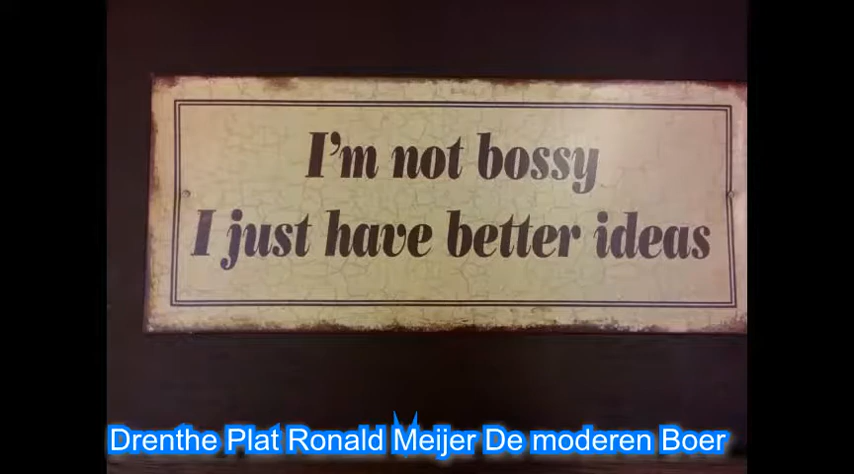 I'm not bossy
I just have better ideas
Drenthe Plat Ronald Meijer De moderen Boer